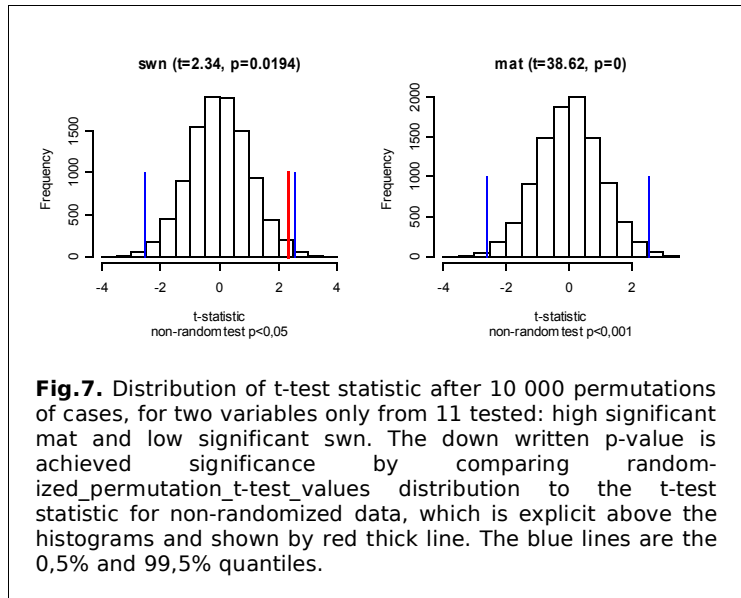 swn (t=2.34, p=0.0194)
Frequency
1500
1000
500
0
-4 -2 0 2 4
t-statistic
non-random test p<0,05
mat (t=38.62, p=0)
Frequency
2000
1500
1000
500
0
-4 -2 0 2
t-statistic
non-random test p<0,001
Fig.7. Distribution of t-test statistic after 10 000 permutations
of cases, for two variables only from 11 tested: high significant
mat and low significant swn. The down written p-value is
achieved significance by comparing random-
ized_permutation_t-test_values distribution to the t-test
statistic for non-randomized data, which is explicit above the
histograms and shown by red thick line. The blue lines are the
0,5% and 99,5% quantiles.